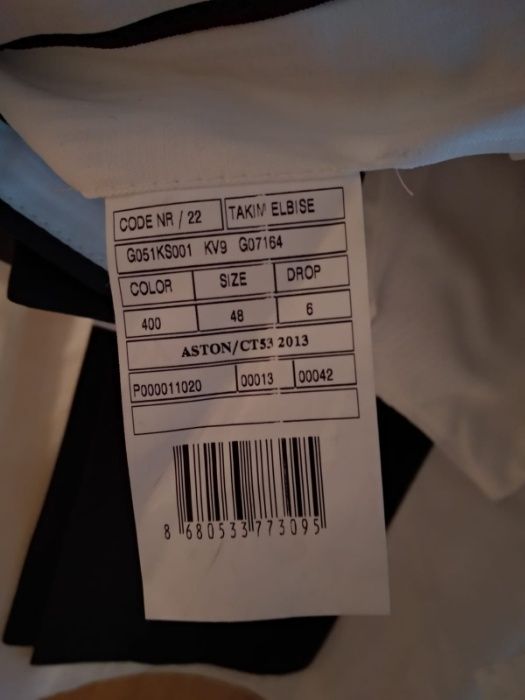 CODE NR / 22 TAKIM ELBISE
G051KS001 KV9 G07164
COLOR SIZE DROP
400 48 6
ASTON/CT53 2013
P000011020 00013 00042
8 680533 773095